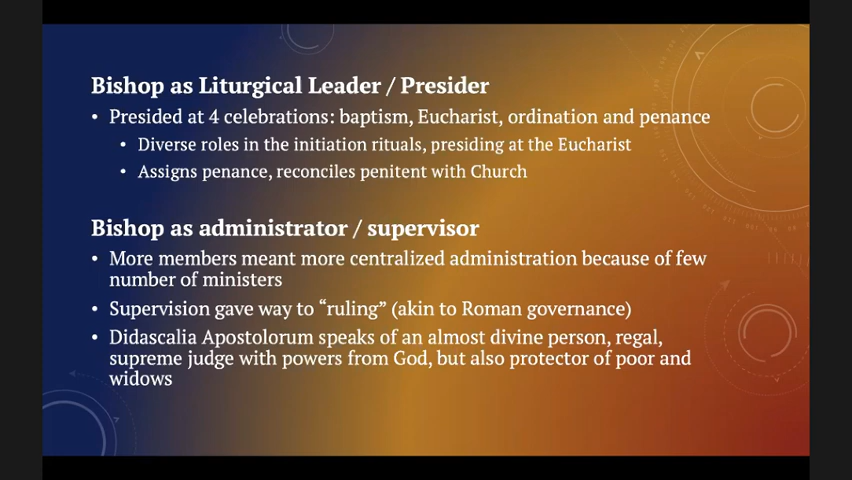 Bishop as Liturgical Leader / Presider
• Presided at 4 celebrations: baptism, Eucharist, ordination and penance
• Diverse roles in the initiation rituals, presiding at the Eucharist
• Assigns penance, reconciles penitent with Church
Bishop as administrator / supervisor
• More members meant more centralized administration because of few
number of ministers
• Supervision gave way to “ruling” (akin to Roman governance)
• Didascalia Apostolorum speaks of an almost divine person, regal,
supreme judge with powers from God, but also protector of poor and
widows